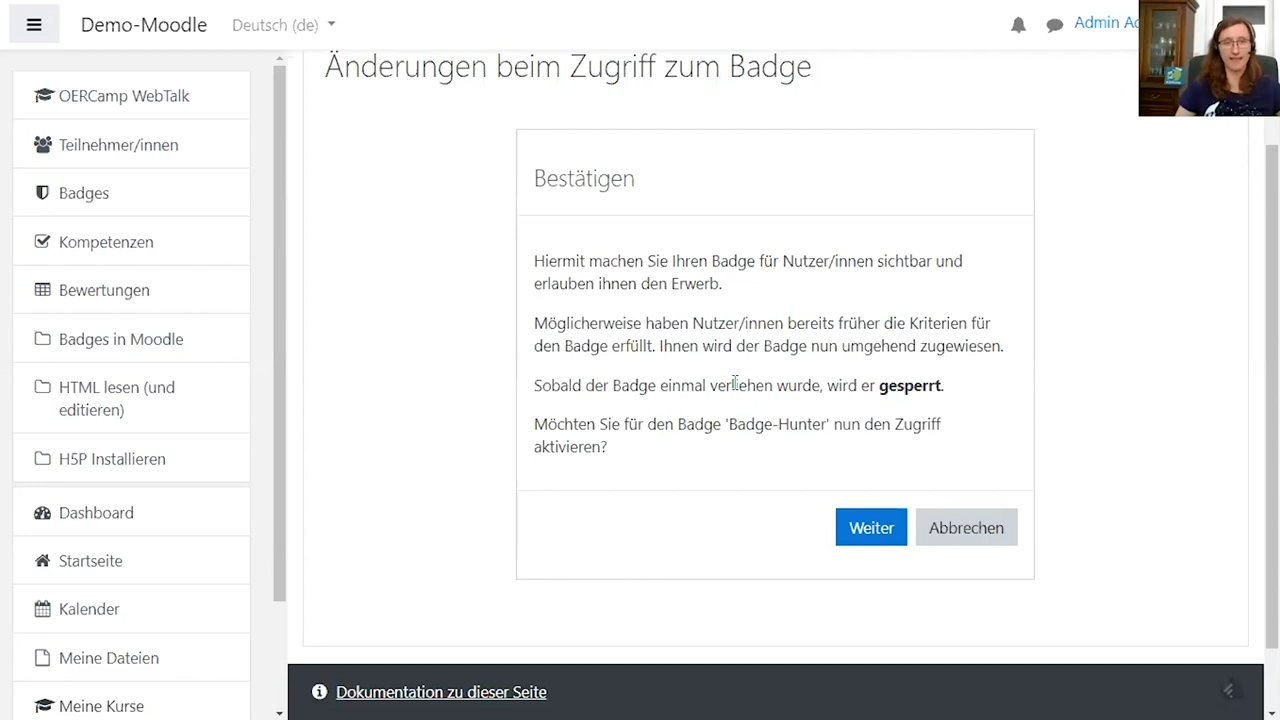 Demo-Moodle
Deutsch (de)
Admin Ad
Änderungen beim Zugriff zum Badge
OERCamp WebTalk
Teilnehmer/innen
Badges
Kompetenzen
Bewertungen
Badges in Moodle
HTML lesen (und
editieren)
H5P Installieren
Dashboard
Startseite
Kalender
Meine Dateien
Meine Kurse
Bestätigen
Hiermit machen Sie Ihren Badge für Nutzer/innen sichtbar und
erlauben ihnen den Erwerb.
Möglicherweise haben Nutzer/innen bereits früher die Kriterien für
den Badge erfüllt. Ihnen wird der Badge nun umgehend zugewiesen.
Sobald der Badge einmal verliehen wurde, wird er gesperrt.
Möchten Sie für den Badge 'Badge-Hunter' nun den Zugriff
aktivieren?
Weiter
Abbrechen
Dokumentation zu dieser Seite